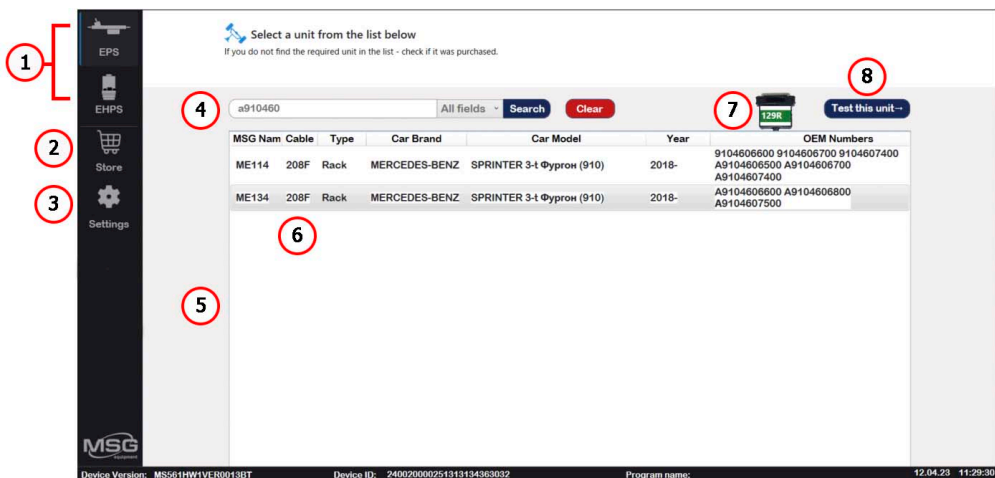 1
EPS
EHPS
2
Store
3
Settings
MSG
equipment
Select a unit from the list below
If you do not find the required unit in the list - check if it was purchased.
4
a910460
All fields
Search
Clear
7
129R
8
Test this unit→
MSG Nam Cable Type Car Brand Car Model Year OEM Numbers
ME114 208F Rack MERCEDES-BENZ SPRINTER 3-t Фургон (910) 2018-
9104606600 9104606700 9104607400
A9104606500 A9104606700
A9104607400
ME134 208F Rack MERCEDES-BENZ SPRINTER 3-t Фургон (910) 2018-
A9104606600 A9104606800
A9104607500
6
5
Device Version: MS561HW1VER0013BT Device ID: 240020000251313134363032 Program name: 12.04.23 11:29:30